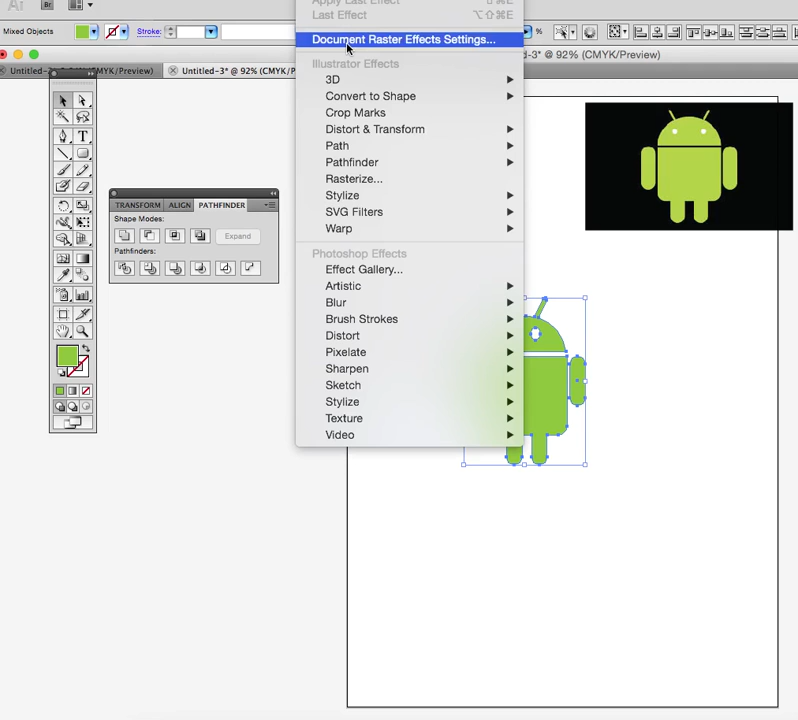 Apply Last Effect ⇧⌘E
Last Effect ⌥⇧⌘E
Ai Br
Mixed Objects Stroke: %
Document Raster Effects Settings...
-3* @ 92% (CMYK/Preview)
(CMYK/Preview) Untitled-3* @ 92% (CMYK/P
Illustrator Effects
3D
Convert to Shape
Crop Marks
Distort & Transform
Path
Pathfinder
Rasterize...
Stylize
SVG Filters
Warp
TRANSFORM ALIGN PATHFINDER
Shape Modes:
Expand
Pathfinders:
T
Photoshop Effects
Effect Gallery...
Artistic
Blur
Brush Strokes
Distort
Pixelate
Sharpen
Sketch
Stylize
Texture
Video